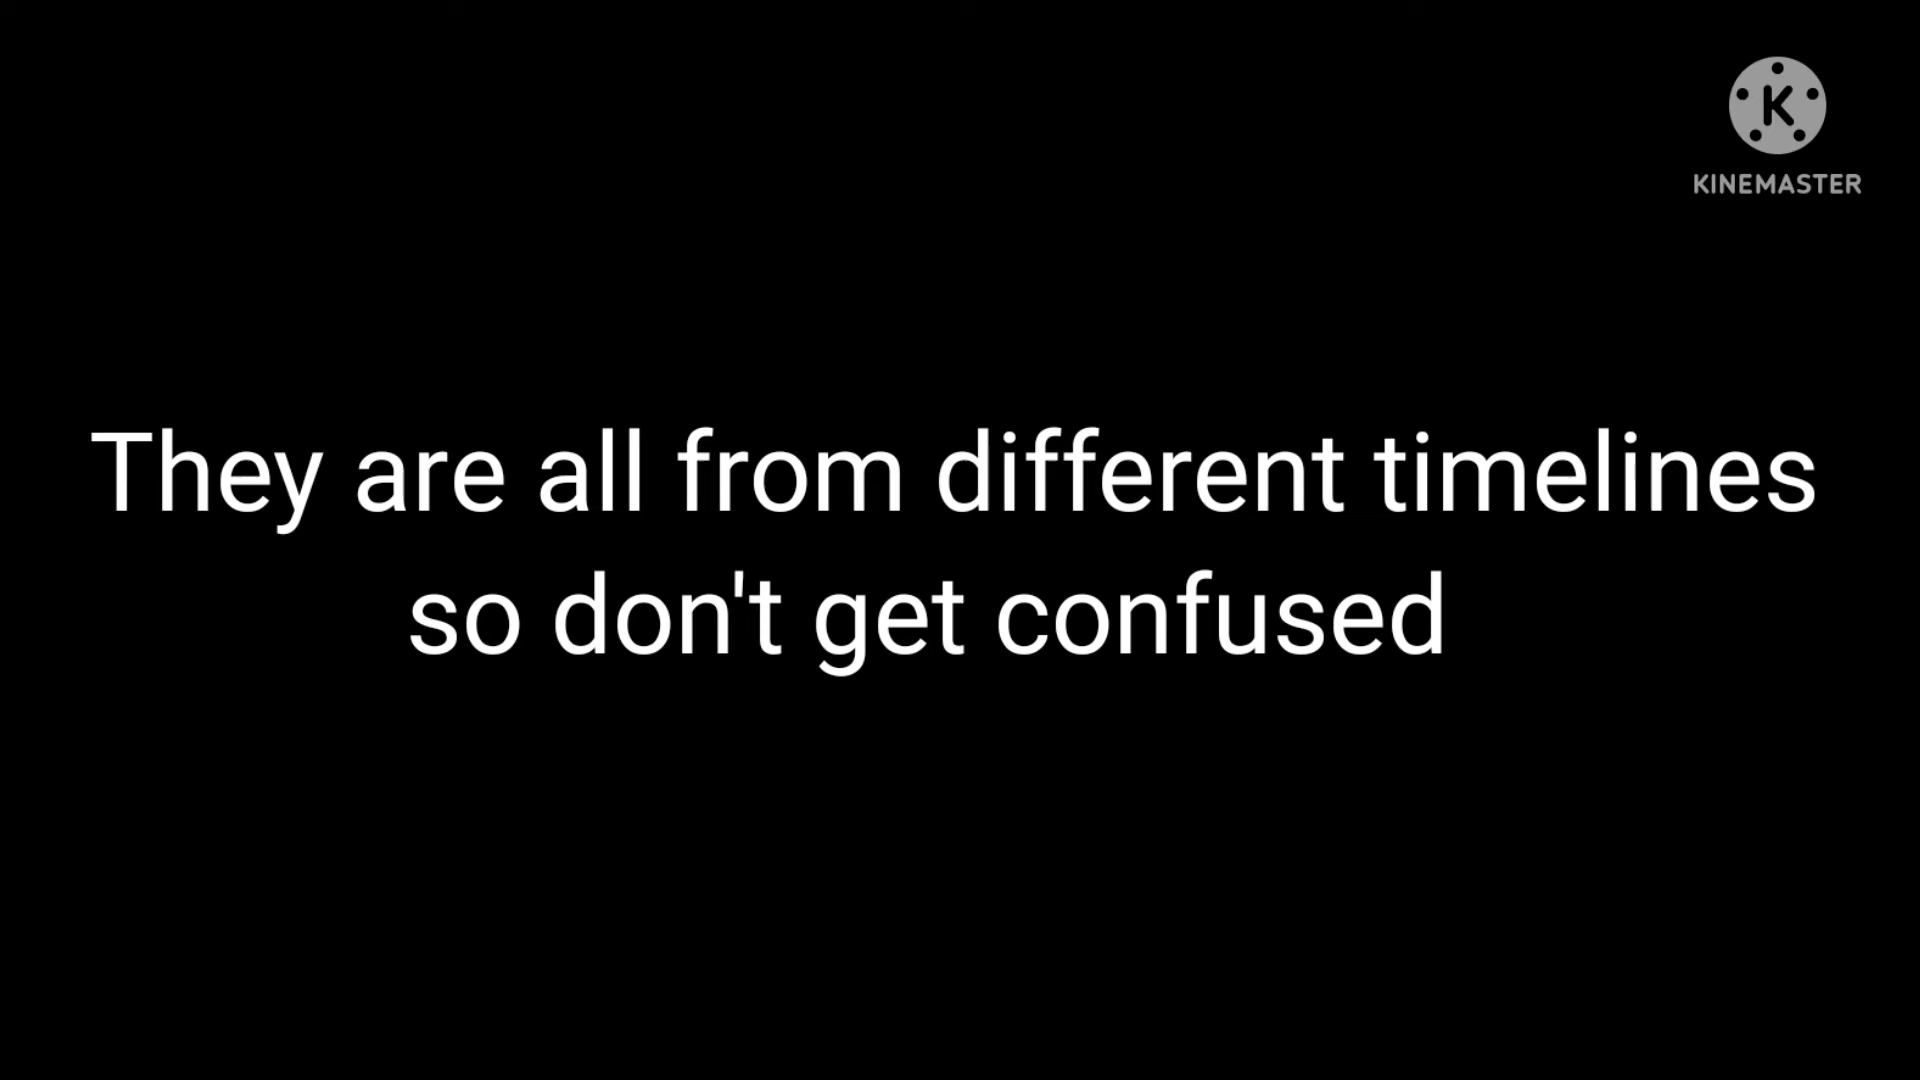 K
KINEMASTER
They are all from different timelines
so don't get confused